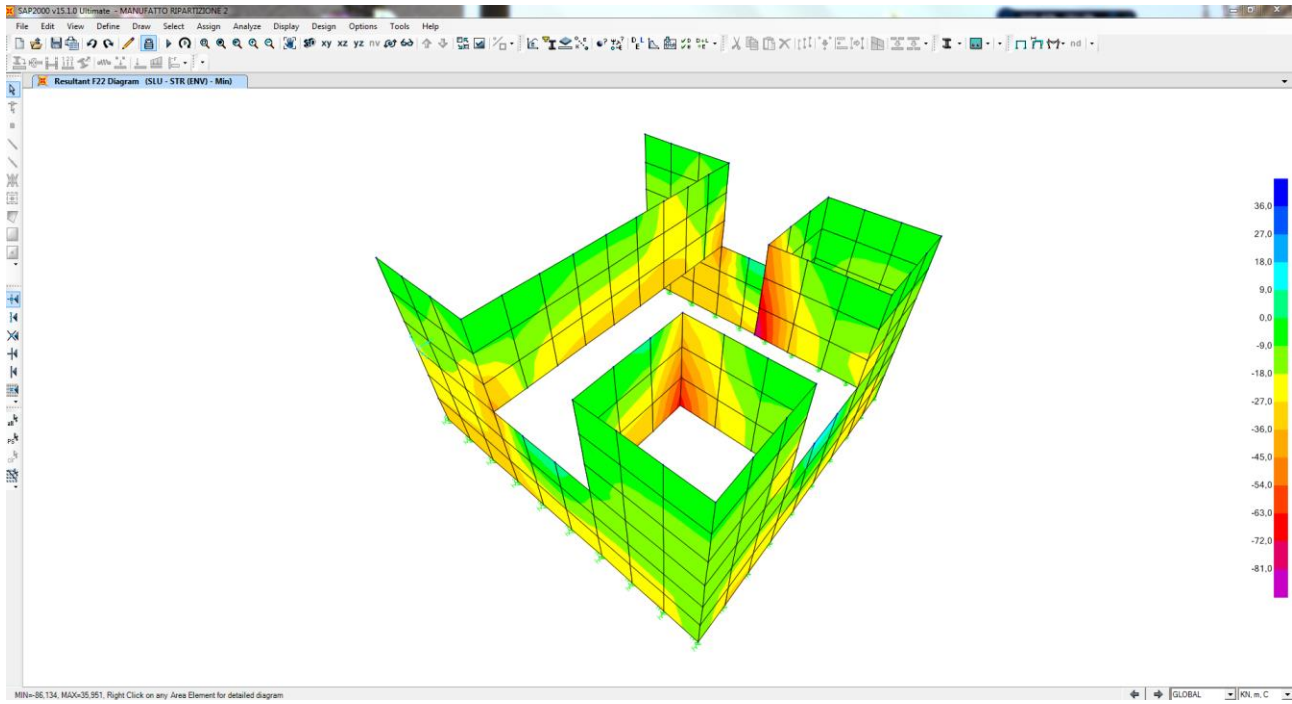 SAP2000 v15.1.0 Ultimate - MANUFATTO RIPARTIZIONE 2
File Edit View Define Draw Select Assign Analyze Display Design Options Tools Help
xy xz yz nv nd
Resultant F22 Diagram (SLU - STR (ENV) - Min)
36,0
27,0
18,0
9,0
0,0
-9,0
-18,0
-27,0
-36,0
-45,0
-54,0
-63,0
-72,0
-81,0
all
PS
MIN=-86,134, MAX=35,951, Right Click on any Area Element for detailed diagram
GLOBAL
KN, m, C